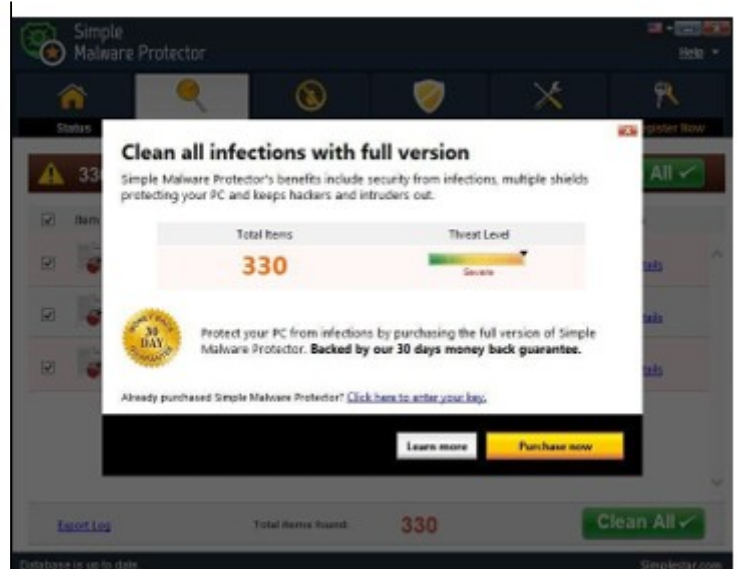 Simple
Malware Protector
Help
Status
Register Now
Clean all infections with full version
Simple Malware Protector's benefits include security from infections, multiple shields
protecting your PC and keeps hackers and intruders out.
Total Items
Threat Level
330
Severe
MONEY BACK
30
DAY
GUARANTEE
Protect your PC from infections by purchasing the full version of Simple
Malware Protector. Backed by our 30 days money back guarantee.
Already purchased Simple Malware Protector? Click here to enter your key.
Learn more
Purchase now
33
All
Item
Export Log
Total items found:
330
Clean All
Database is up to date
Simplestar.com